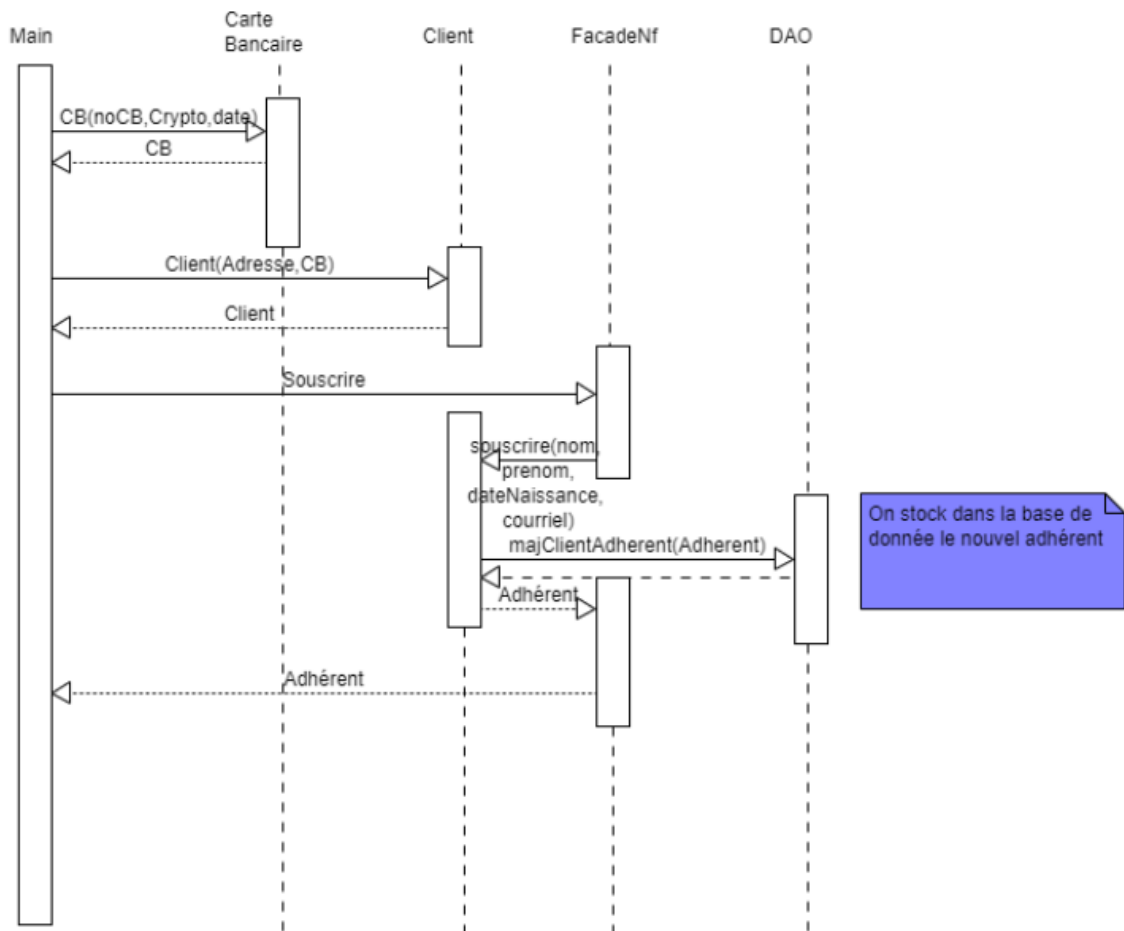 Main
Carte
Bancaire
Client
FacadeNf
DAO
CB(noCB,Crypto,date)
CB
Client(Adresse,CB)
Client
Souscrire
souscrire(nom,
prenom,
dateNaissance,
courriel)
On stock dans la base de
donnée le nouvel adhérent
majClientAdherent(Adherent)
Adhérent
Adhérent